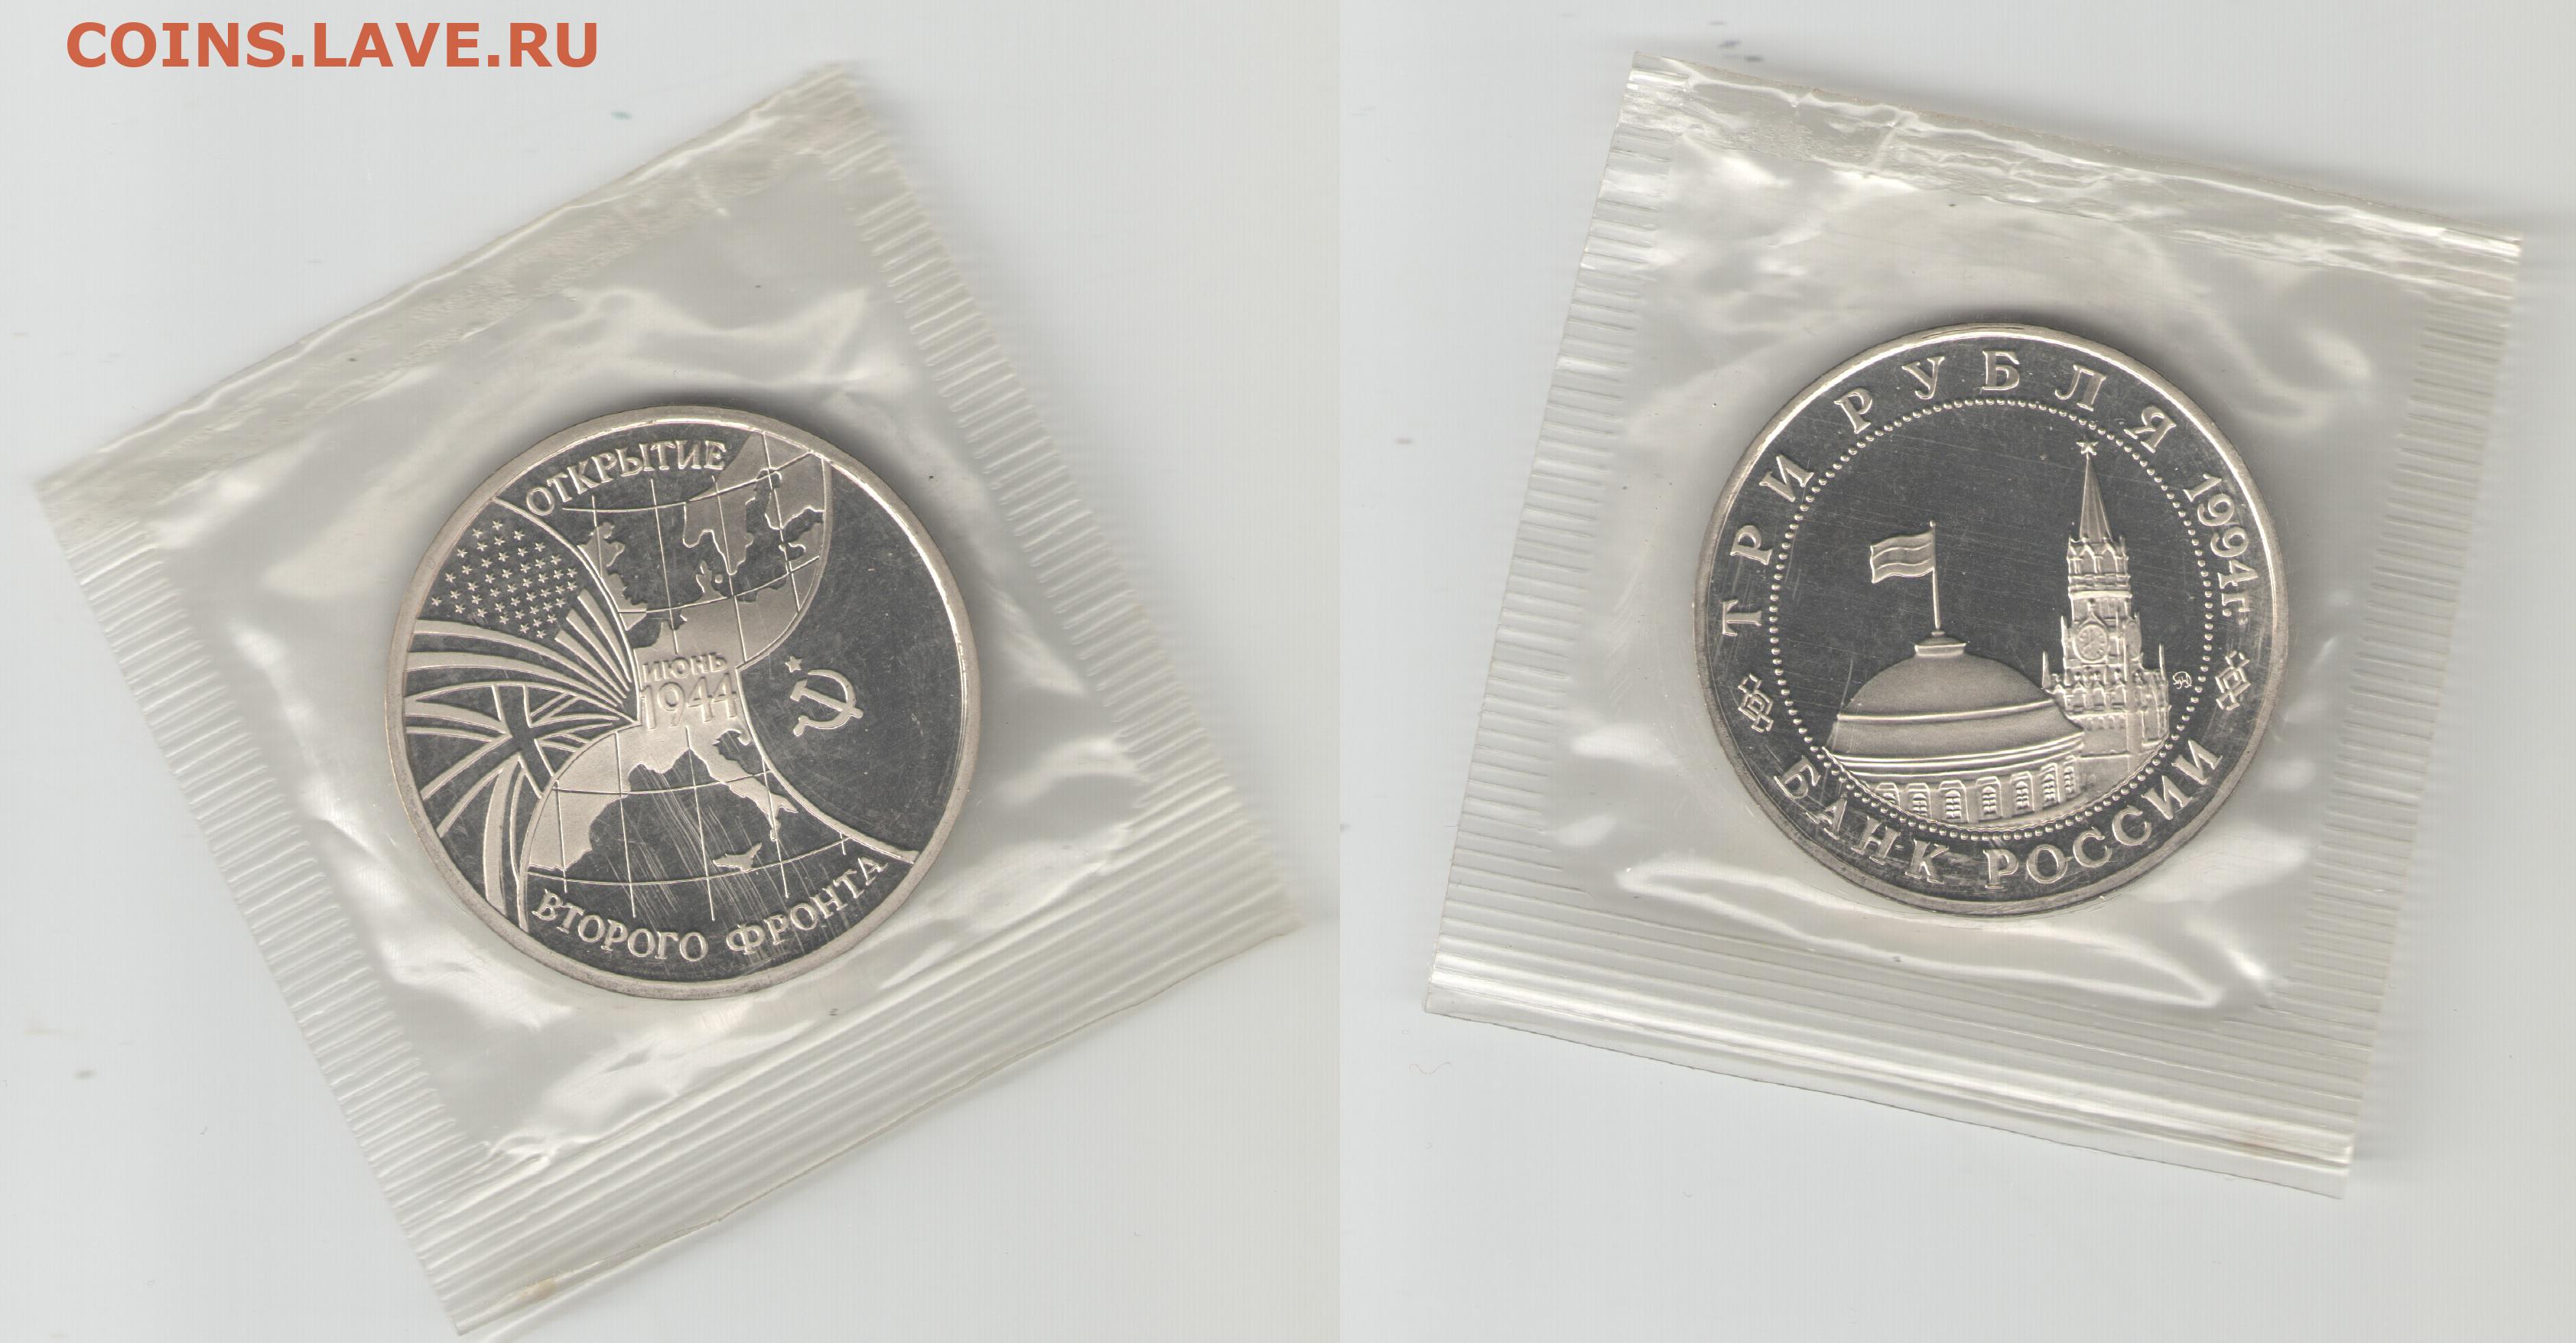 COINS.LAVE.RU
ОТКРЫТИЕ
ИЮНЬ
1944
ВТОРОГО ФРОНТА
ТРИ РУБЛЯ 1994г.
БАНК РОССИИ